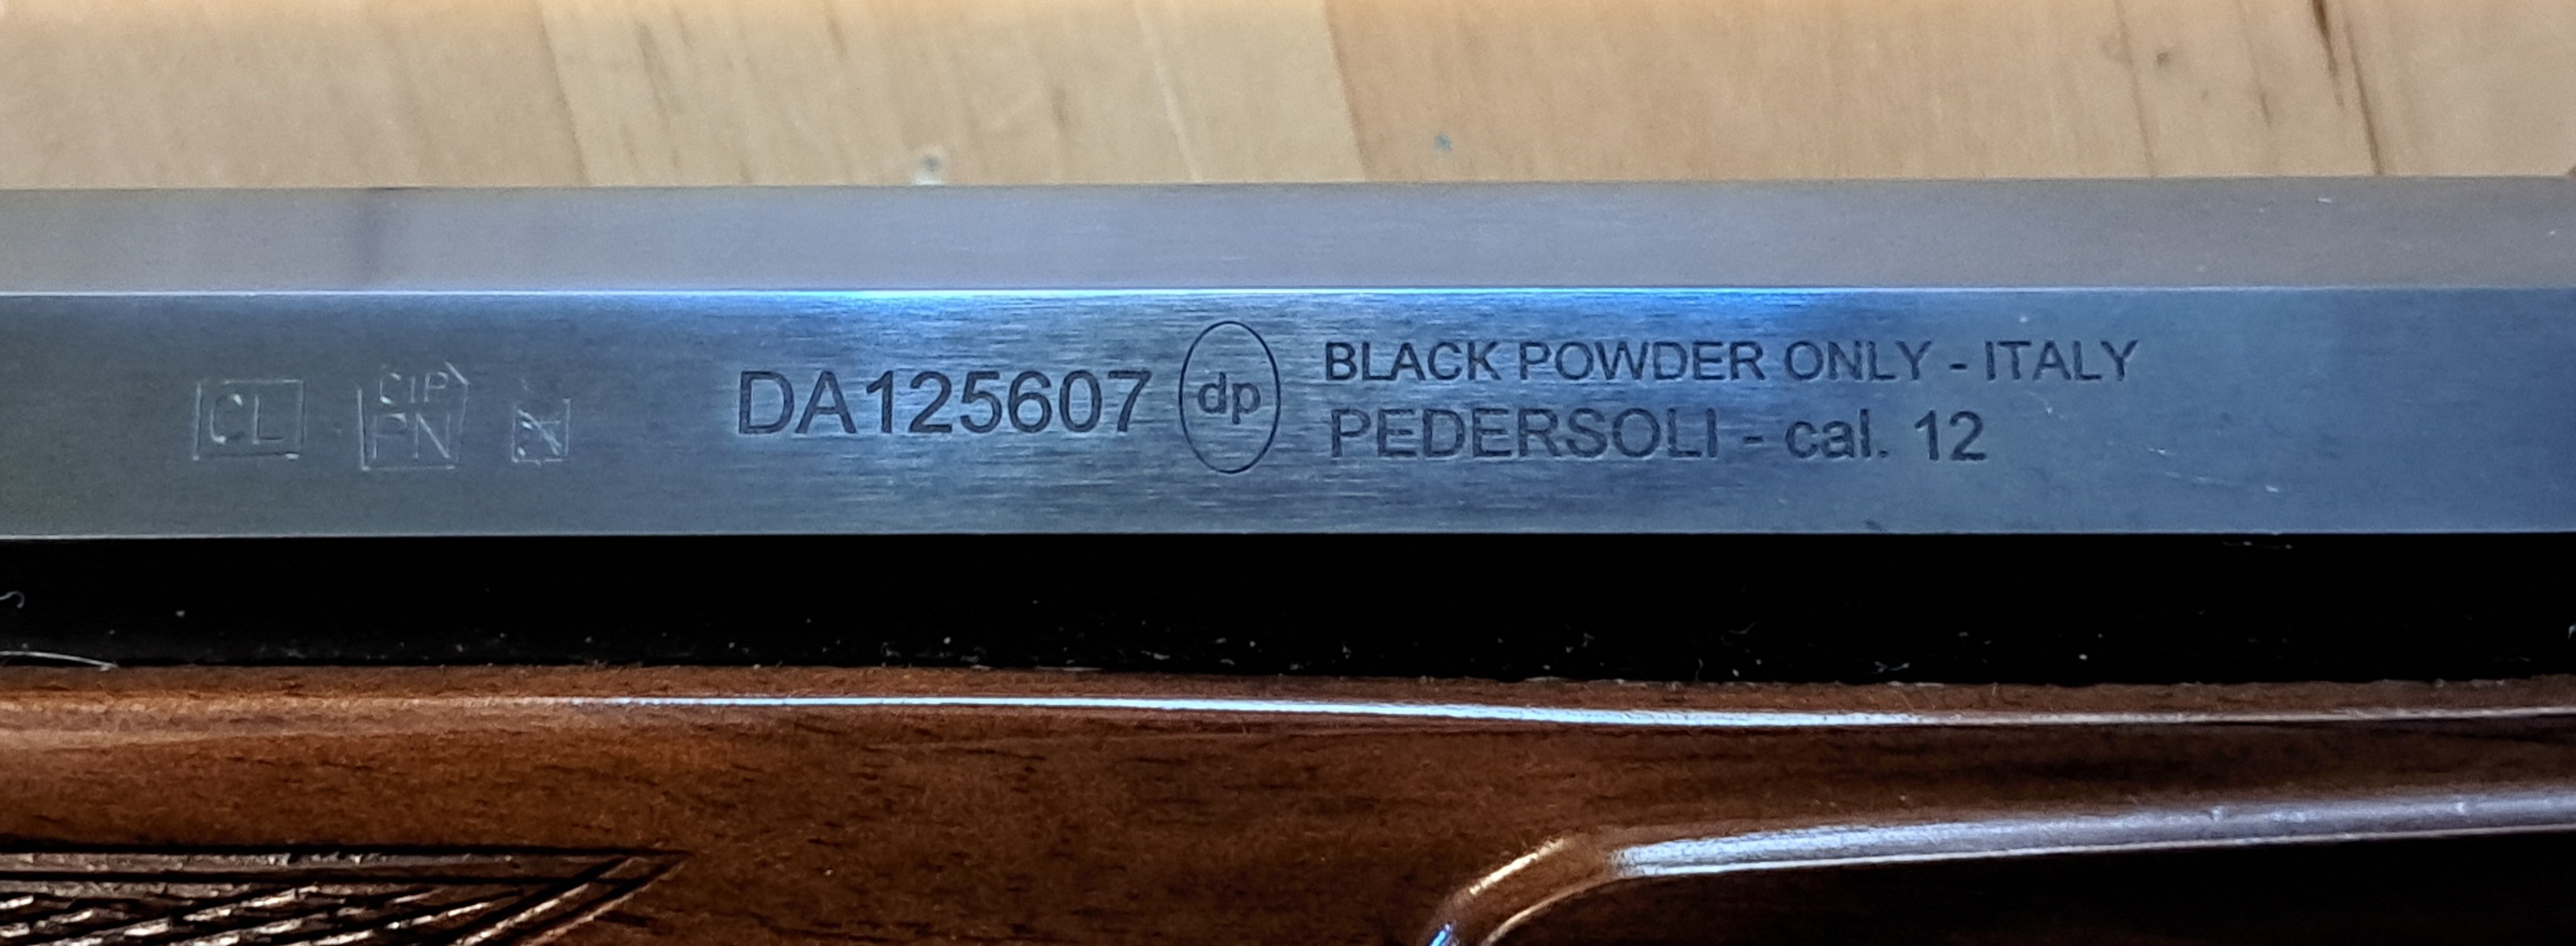 CL
CIP
PN
DA125607
dp
BLACK POWDER ONLY - ITALY
PEDERSOLI - cal. 12